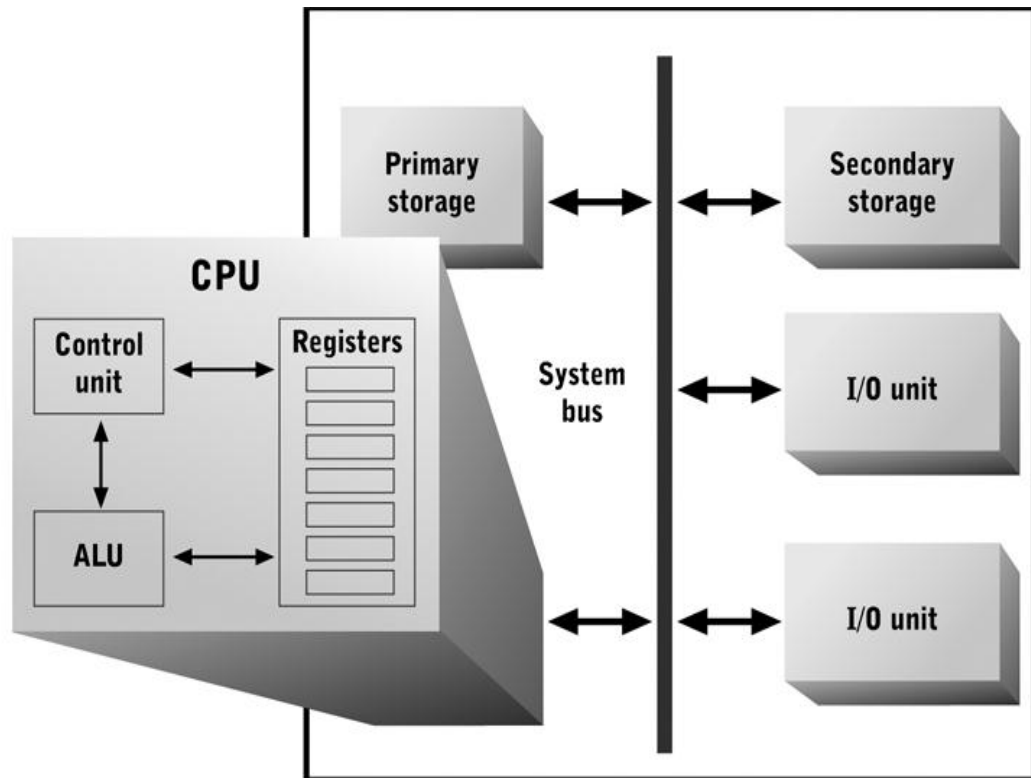 Primary
storage
Secondary
storage
CPU
Control
unit
Registers
ALU
System
bus
I/O unit
I/O unit